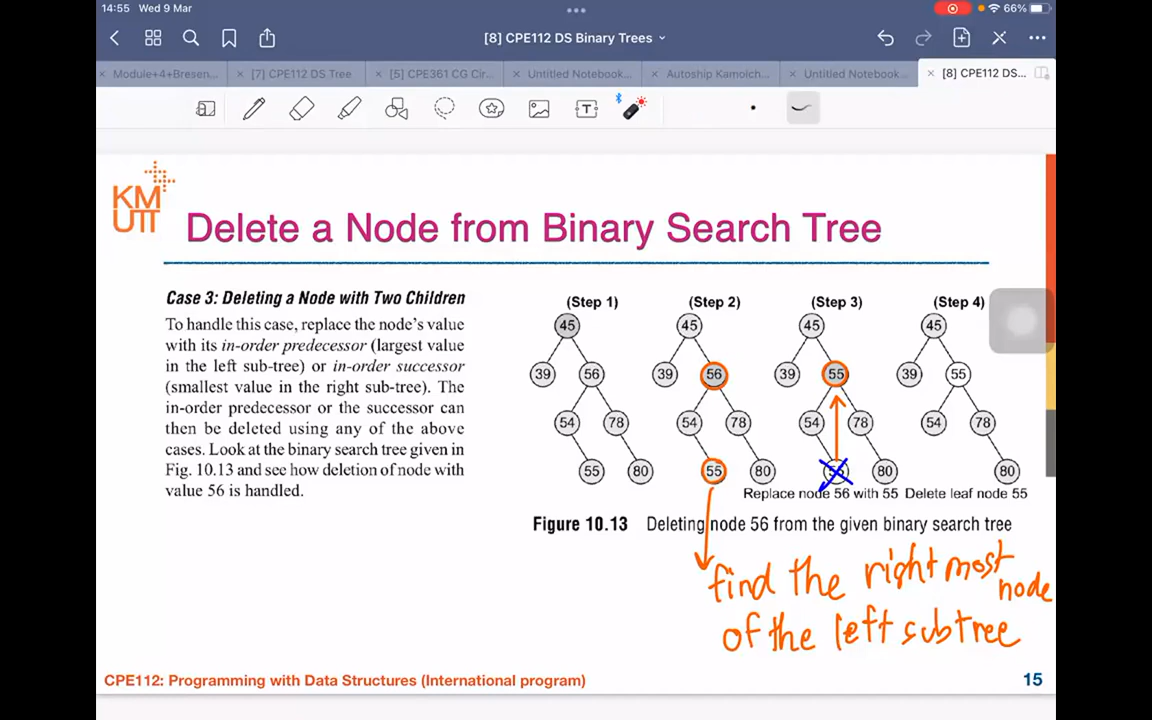 14:55 Wed 9 Mar
66%
[8] CPE112 DS Binary Trees
Module+4+Bresen...
[7] CPE112 DS Tree
[5] CPE361 CG Cir...
Untitled Notebook...
Autoship Kamolch...
Untitled Notebook...
[8] CPE112 DS...
KM
UTT
Delete a Node from Binary Search Tree
Case 3: Deleting a Node with Two Children
To handle this case, replace the node's value
with its in-order predecessor (largest value
in the left sub-tree) or in-order successor
(smallest value in the right sub-tree). The
in-order predecessor or the successor can
then be deleted using any of the above
cases. Look at the binary search tree given in
Fig. 10.13 and see how deletion of node with
value 56 is handled.
(Step 1) (Step 2) (Step 3) (Step 4)
45 45 45 45
39 56 39 56 39 55 39 55
54 78 54 78 54 78 54 78
55 80 55 80 55 80 80
Replace node 56 with 55 Delete leaf node 55
Figure 10.13 Deleting node 56 from the given binary search tree
find the right most
node
of the left subtree
CPE112: Programming with Data Structures (International program)
15